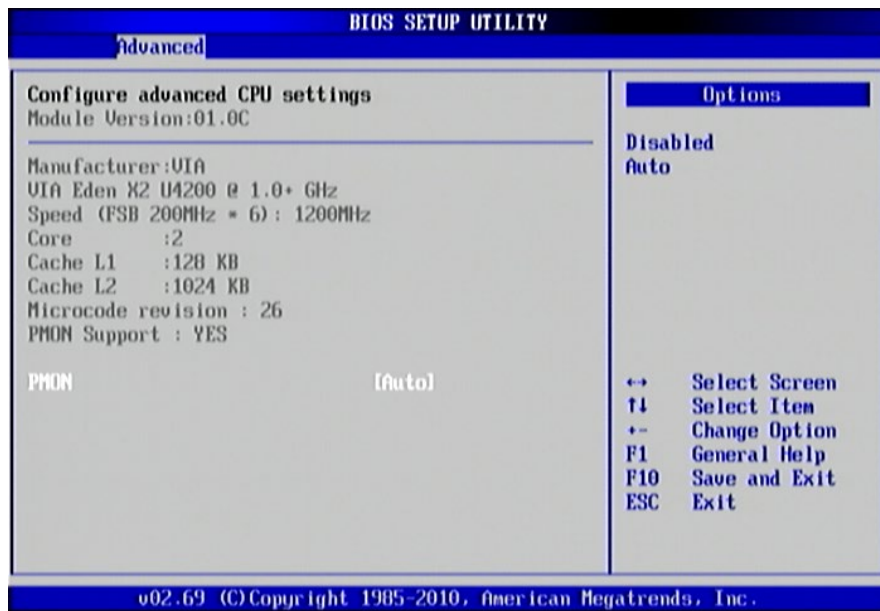 BIOS SETUP UTILITY
Advanced
Configure advanced CPU settings
Module Version:01.0C
Manufacturer:VIA
VIA Eden X2 U4200 @ 1.0+ GHz
Speed (FSB 200MHz * 6): 1200MHz
Core :2
Cache L1 :128 KB
Cache L2 :1024 KB
Microcode revision : 26
PMON Support : YES
PMON [Auto]
Options
Disabled
Auto
↔ Select Screen
↑↓ Select Item
+- Change Option
F1 General Help
F10 Save and Exit
ESC Exit
v02.69 (C)Copyright 1985-2010, American Megatrends, Inc.